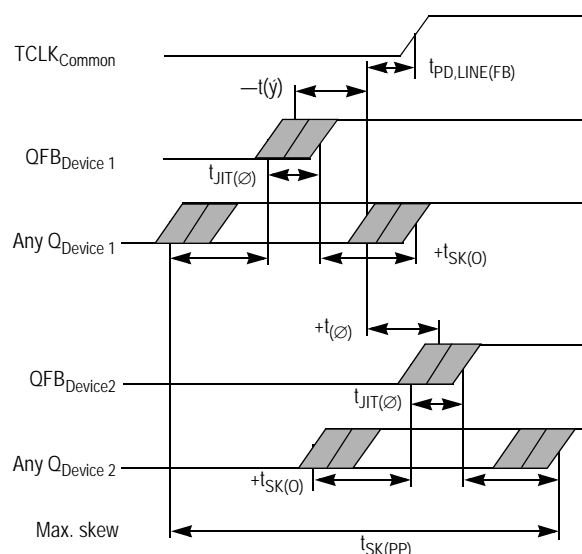 TCLKCommon
tPD,LINE(FB)
—t(ý)
QFBDevice 1
tJIT(∅)
Any QDevice 1
+tSK(O)
+t(∅)
QFBDevice2
tJIT(∅)
Any QDevice 2
+tSK(O)
Max. skew
tSK(PP)